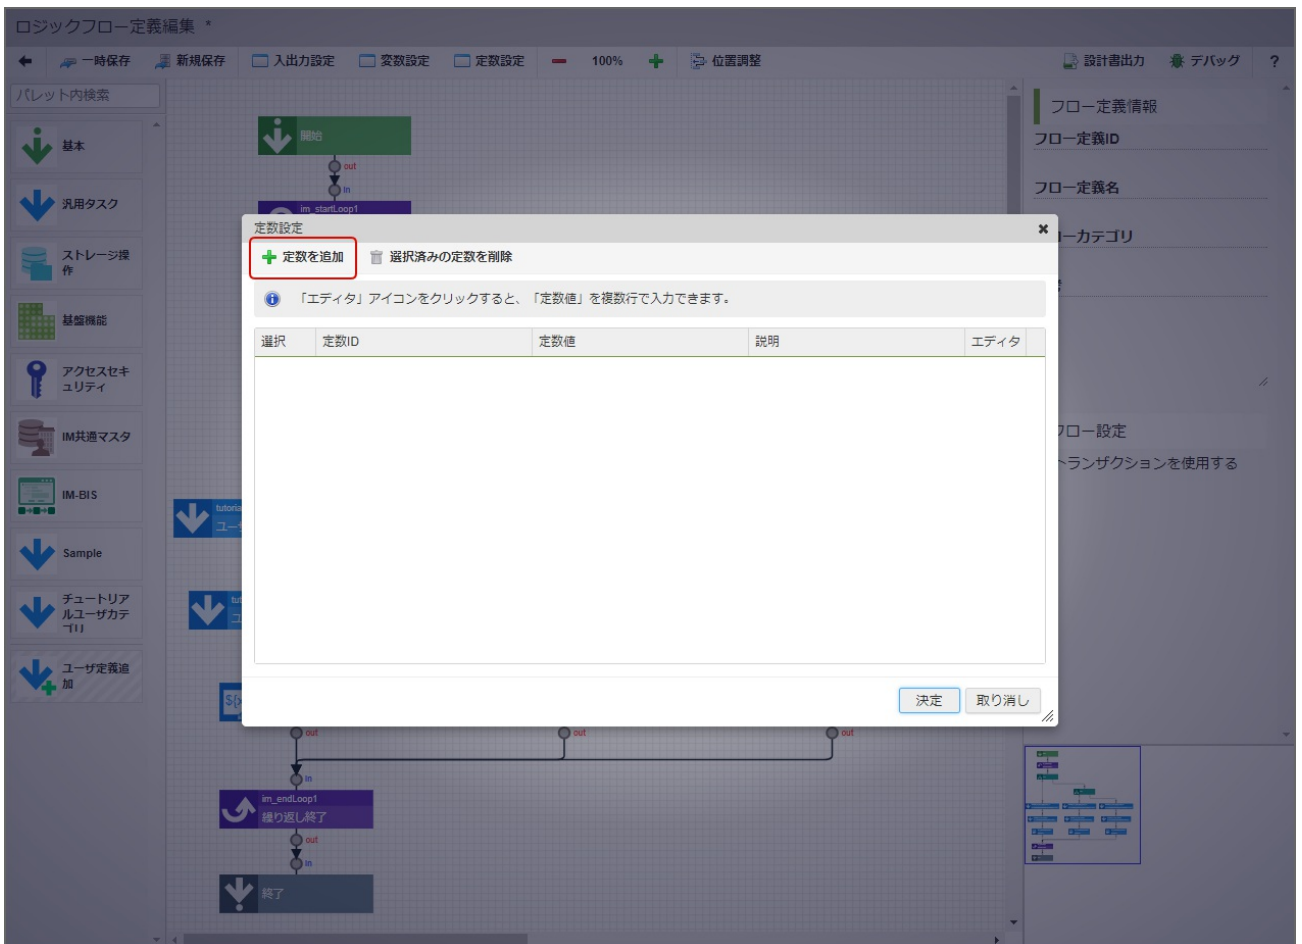 ロジックフロー定義編集 *
一時保存 新規保存 入出力設定 変数設定 定数設定 100% 位置調整 設計書出力 デバッグ ?
パレット内検索
基本
汎用タスク
ストレージ操
作
基盤機能
アクセスセキ
ュリティ
IM共通マスタ
IM-BIS
Sample
チュートリア
ルユーザカテ
ゴリ
ユーザ定義追
加
開始
out
in
im_startLoop1
定数設定
定数を追加 選択済みの定数を削除
「エディタ」アイコンをクリックすると、「定数値」を複数行で入力できます。
選択 定数ID 定数値 説明 エディタ
決定 取り消し
out out out
in
im_endLoop1
繰り返し終了
out
in
終了
フロー定義情報
フロー定義ID
フロー定義名
ーカテゴリ
フロー設定
トランザクションを使用する